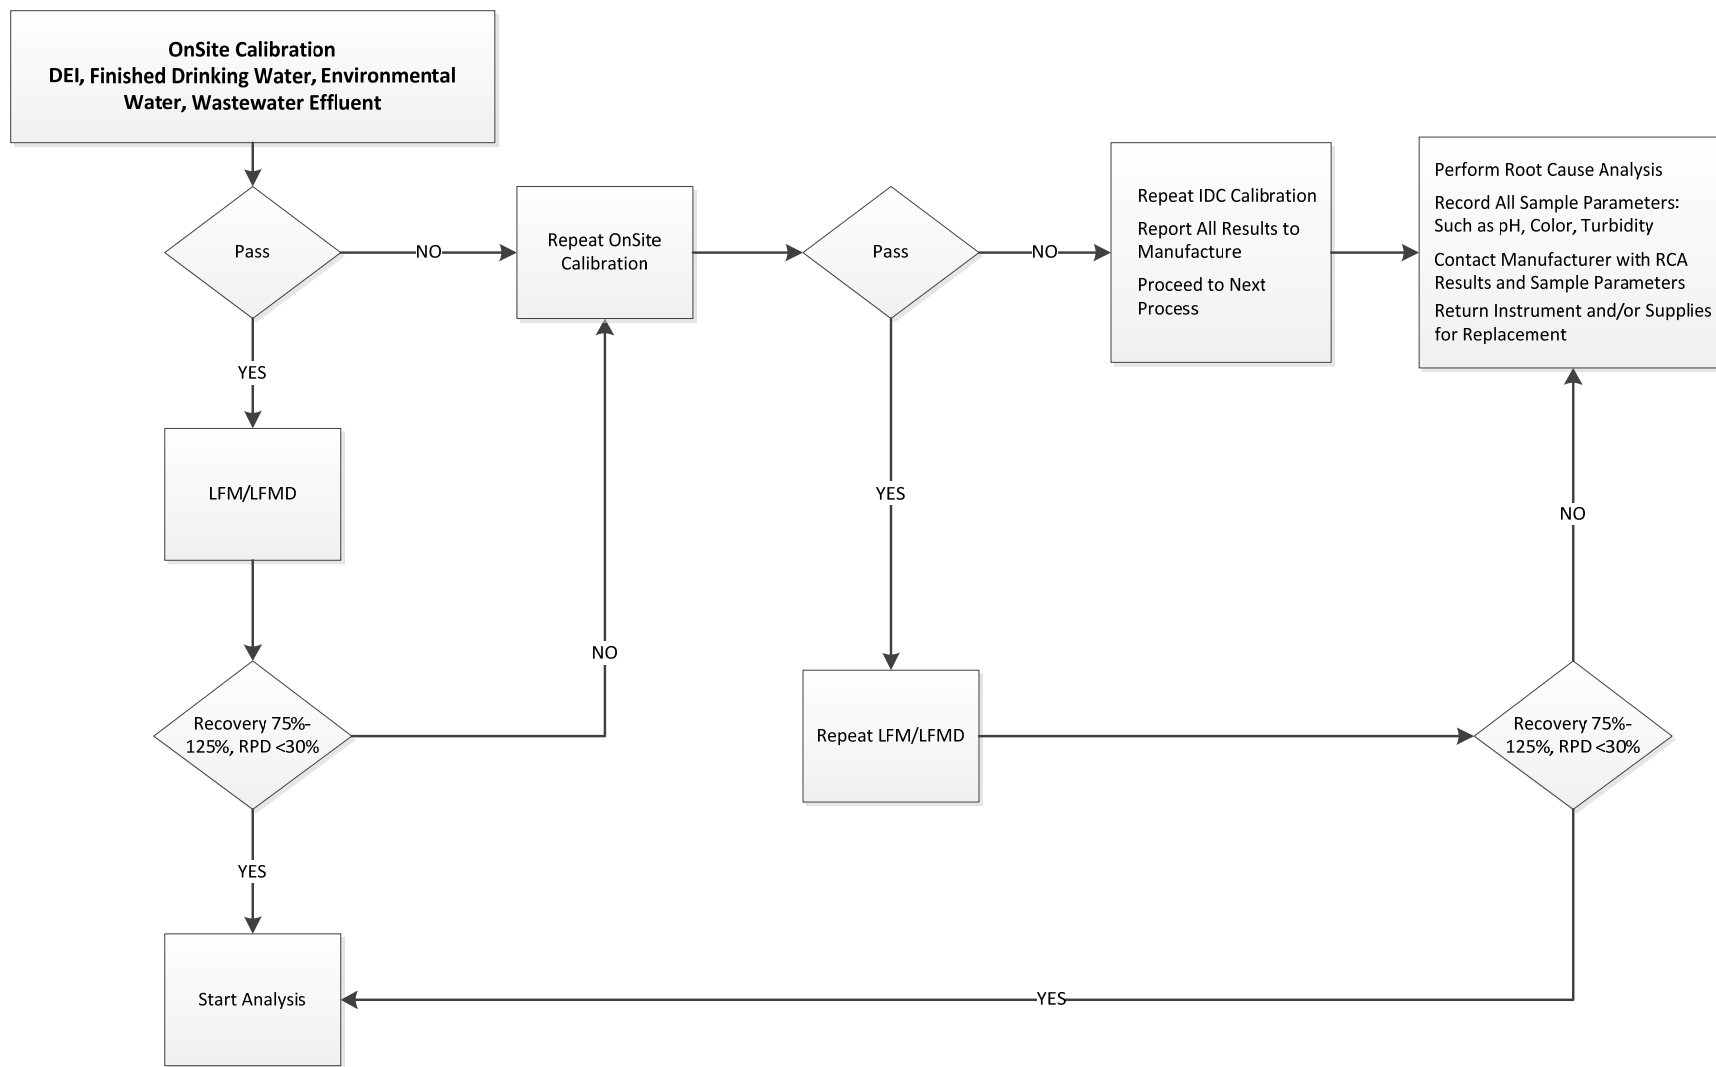 OnSite Calibration
DEI, Finished Drinking Water, Environmental
Water, Wastewater Effluent
Pass
NO
Repeat OnSite
Calibration
Pass
NO
Repeat IDC Calibration
Report All Results to
Manufacture
Proceed to Next
Process
Perform Root Cause Analysis
Record All Sample Parameters:
Such as pH, Color, Turbidity
Contact Manufacturer with RCA
Results and Sample Parameters
Return Instrument and/or Supplies
for Replacement
YES
LFM/LFMD
YES
NO
NO
Recovery 75%-
125%, RPD <30%
Repeat LFM/LFMD
Recovery 75%-
125%, RPD <30%
YES
Start Analysis
YES